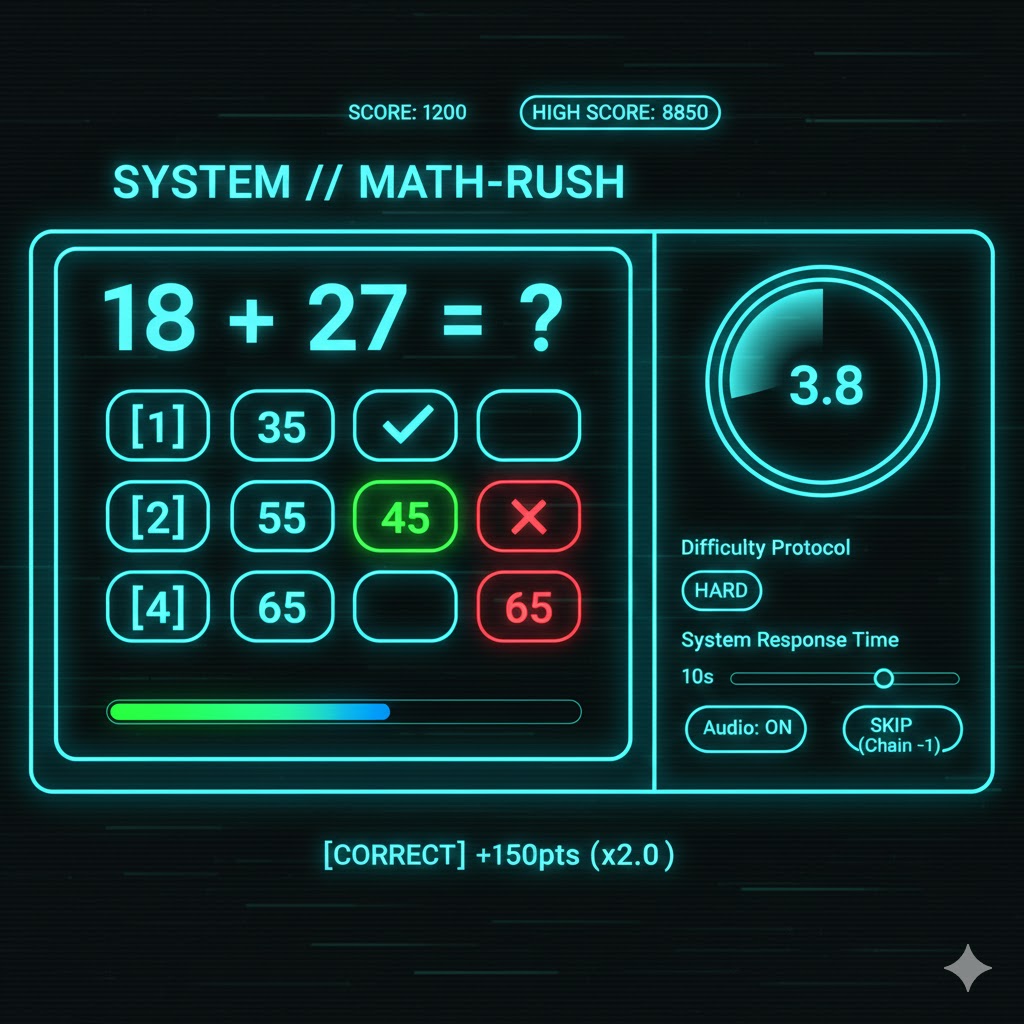 SCORE: 1200 HIGH SCORE: 8850
SYSTEM // MATH-RUSH
18 + 27 = ?
[1] 35
[2] 55 45
[4] 65 65
3.8
Difficulty Protocol
HARD
System Response Time
10s
Audio: ON
SKIP
(Chain -1)
[CORRECT] +150pts (x2.0 )